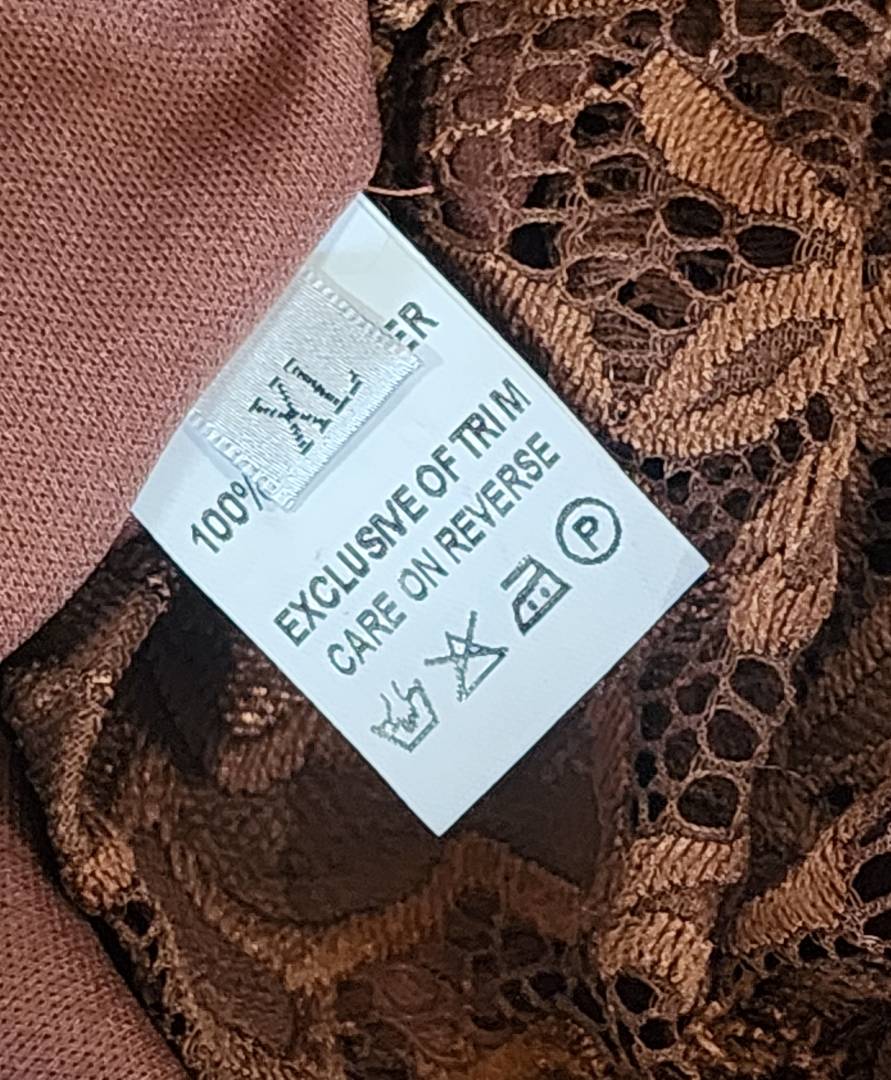 XL
ER
100%
EXCLUSIVE OF TRIM
CARE ON REVERSE
P